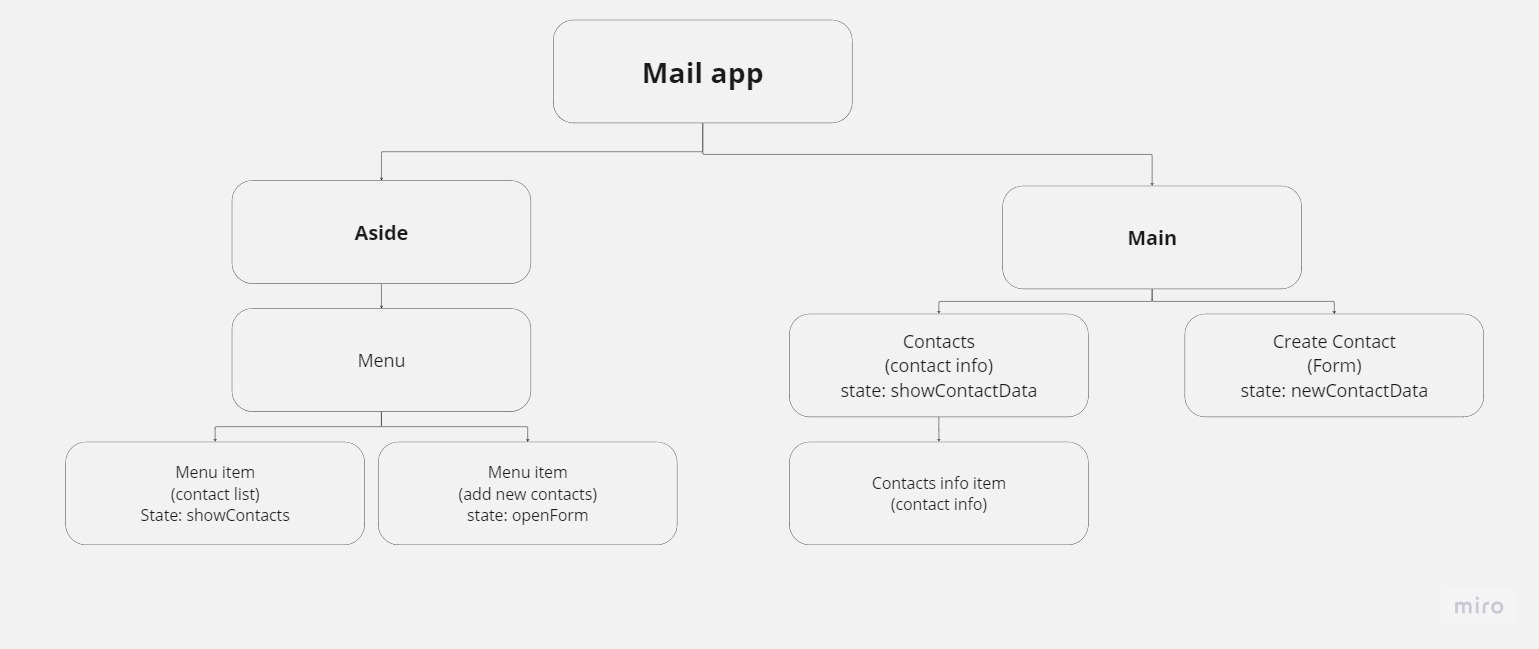 Mail app
Aside
Main
Menu
Contacts
(contact info)
state: showContactData
Create Contact
(Form)
state: newContactData
Menu item
(contact list)
State: showContacts
Menu item
(add new contacts)
state: openForm
Contacts info item
(contact info)
miro